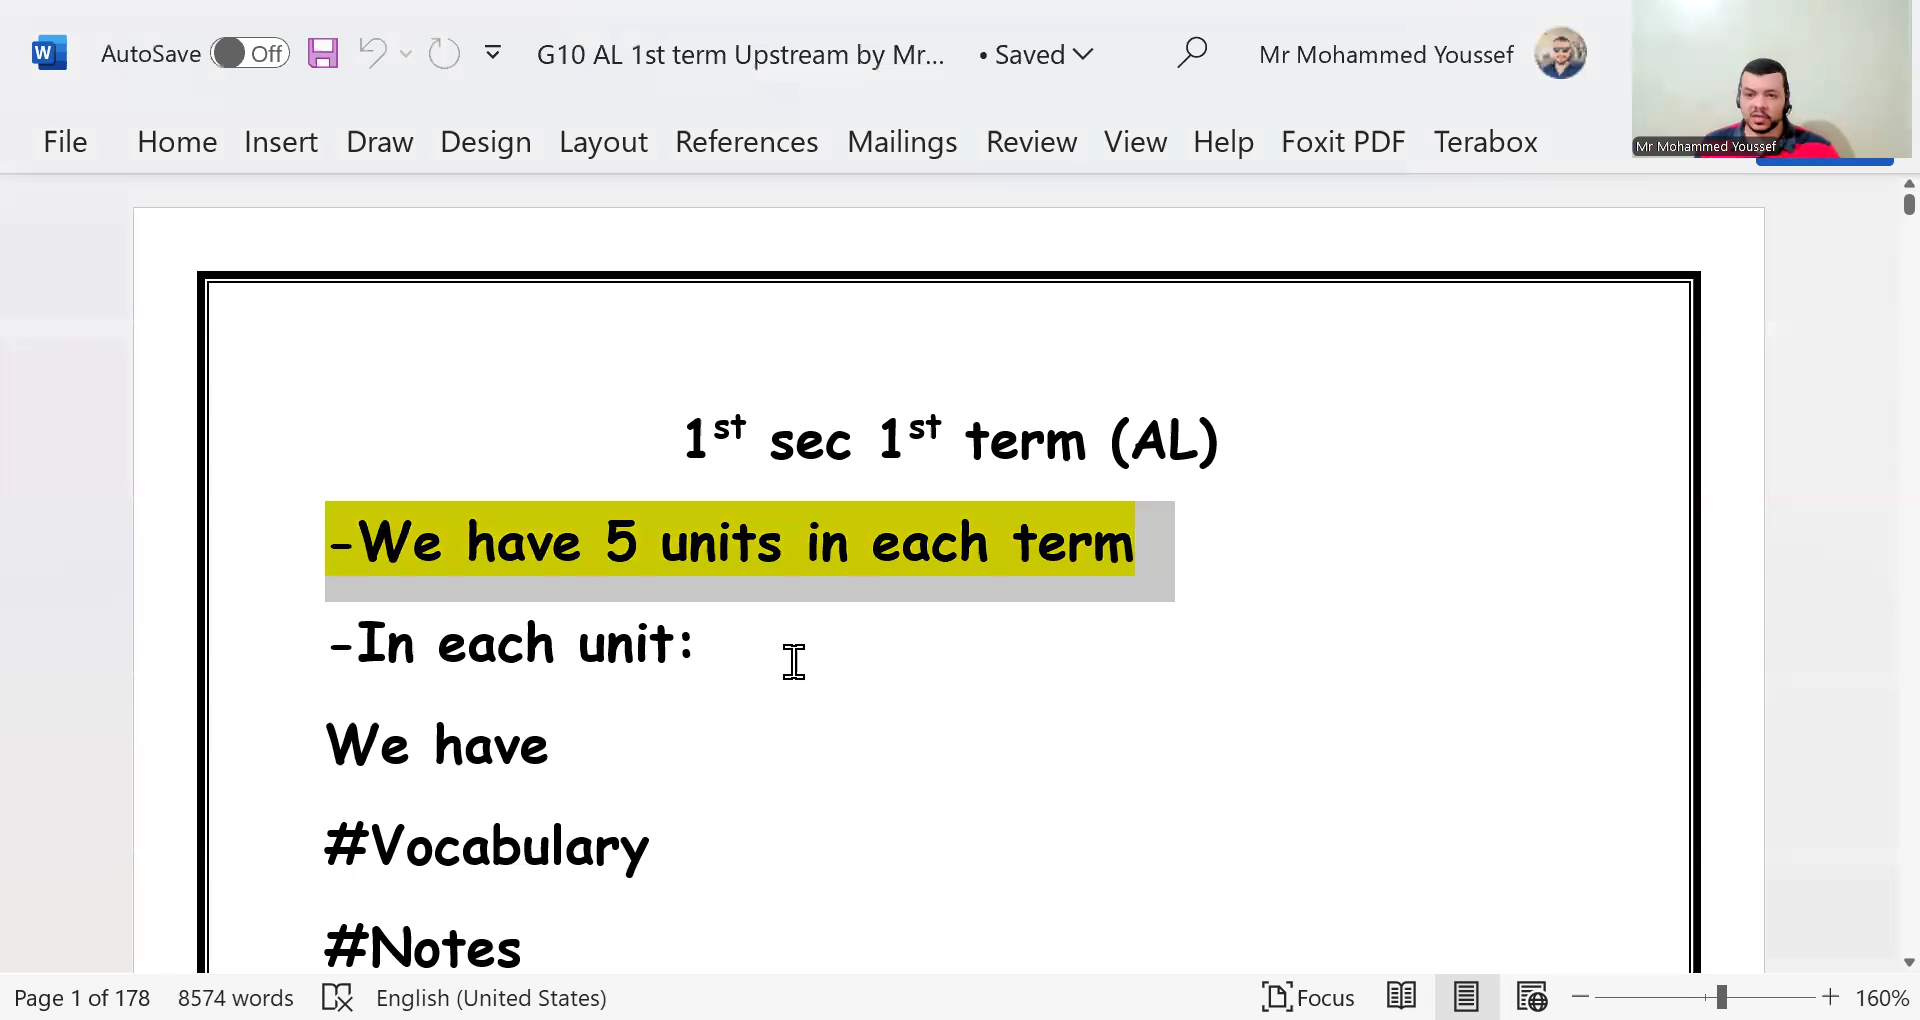 AutoSave Off G10 AL 1st term Upstream by Mr... • Saved Mr Mohammed Youssef
File Home Insert Draw Design Layout References Mailings Review View Help Foxit PDF Terabox
Mr Mohammed Youssef
1st sec 1st term (AL)
-We have 5 units in each term
-In each unit:
We have
#Vocabulary
#Notes
Page 1 of 178 8574 words English (United States) Focus 160%